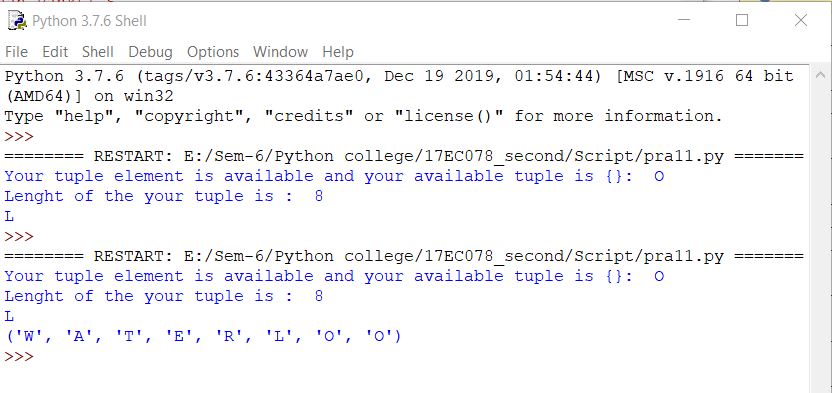 Python 3.7.6 Shell
File Edit Shell Debug Options Window Help
Python 3.7.6 (tags/v3.7.6:43364a7ae0, Dec 19 2019, 01:54:44) [MSC v.1916 64 bit
(AMD64)] on win32
Type "help", "copyright", "credits" or "license()" for more information.
>>>
======== RESTART: E:/Sem-6/Python college/17EC078_second/Script/pra11.py =======
Your tuple element is available and your available tuple is {}:  O
Lenght of the your tuple is :  8
L
>>>
======== RESTART: E:/Sem-6/Python college/17EC078_second/Script/pra11.py =======
Your tuple element is available and your available tuple is {}:  O
Lenght of the your tuple is :  8
L
('W', 'A', 'T', 'E', 'R', 'L', 'O', 'O')
>>>